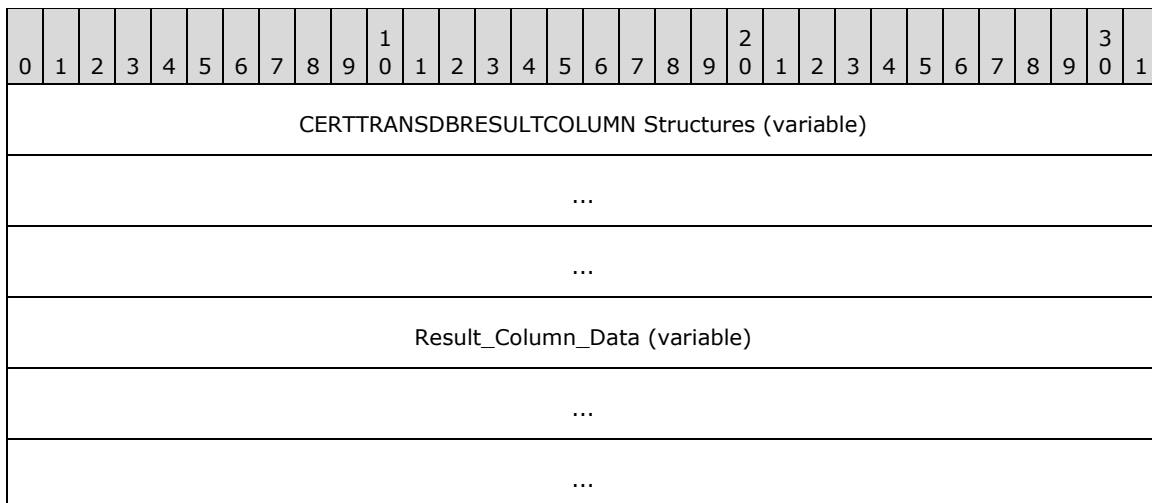 1 2 3
0 1 2 3 4 5 6 7 8 9 0 1 2 3 4 5 6 7 8 9 0 1 2 3 4 5 6 7 8 9 0 1
CERTTRANSDBRESULTCOLUMN Structures (variable)
...
...
Result_Column_Data (variable)
...
...